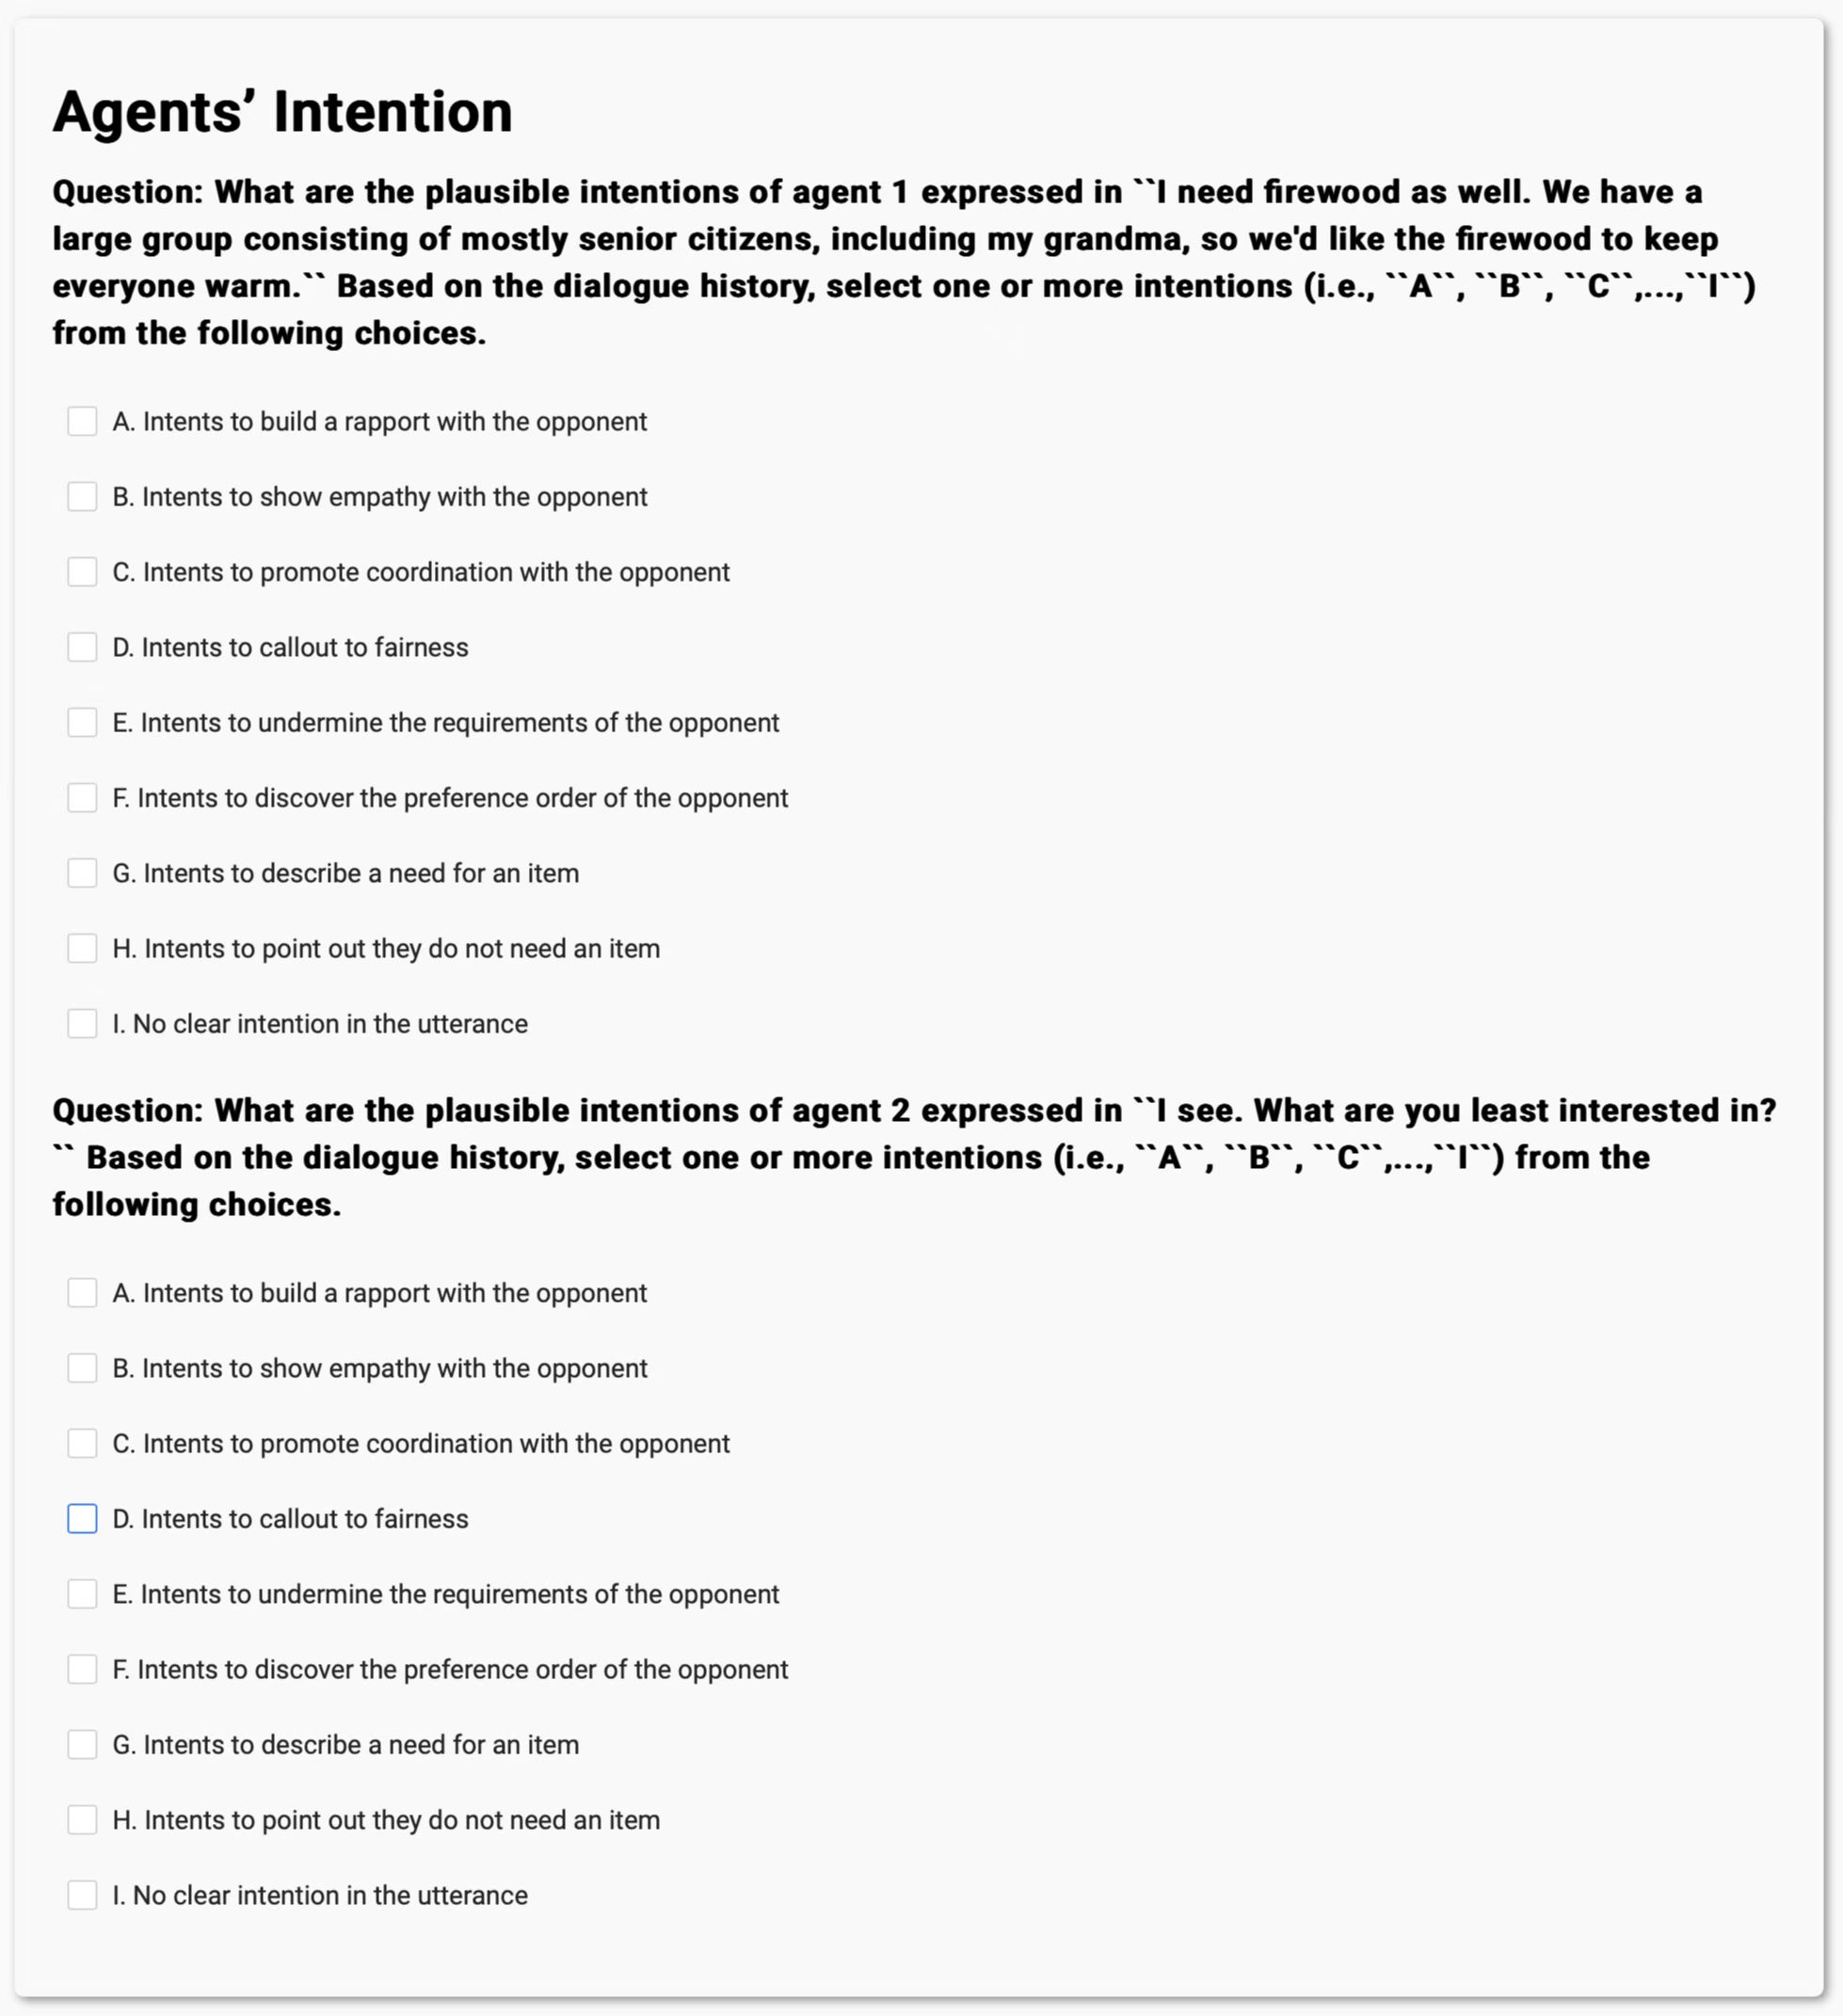 Agents’ Intention
Question: What are the plausible intentions of agent 1 expressed in ``I need firewood as well. We have a
large group consisting of mostly senior citizens, including my grandma, so we'd like the firewood to keep
everyone warm.`` Based on the dialogue history, select one or more intentions (i.e., ``A``, ``B``, ``C``,...,``I``)
from the following choices.
A. Intents to build a rapport with the opponent
B. Intents to show empathy with the opponent
C. Intents to promote coordination with the opponent
D. Intents to callout to fairness
E. Intents to undermine the requirements of the opponent
F. Intents to discover the preference order of the opponent
G. Intents to describe a need for an item
H. Intents to point out they do not need an item
I. No clear intention in the utterance
Question: What are the plausible intentions of agent 2 expressed in ``I see. What are you least interested in?
`` Based on the dialogue history, select one or more intentions (i.e., ``A``, ``B``, ``C``,...,``I``) from the
following choices.
A. Intents to build a rapport with the opponent
B. Intents to show empathy with the opponent
C. Intents to promote coordination with the opponent
D. Intents to callout to fairness
E. Intents to undermine the requirements of the opponent
F. Intents to discover the preference order of the opponent
G. Intents to describe a need for an item
H. Intents to point out they do not need an item
I. No clear intention in the utterance